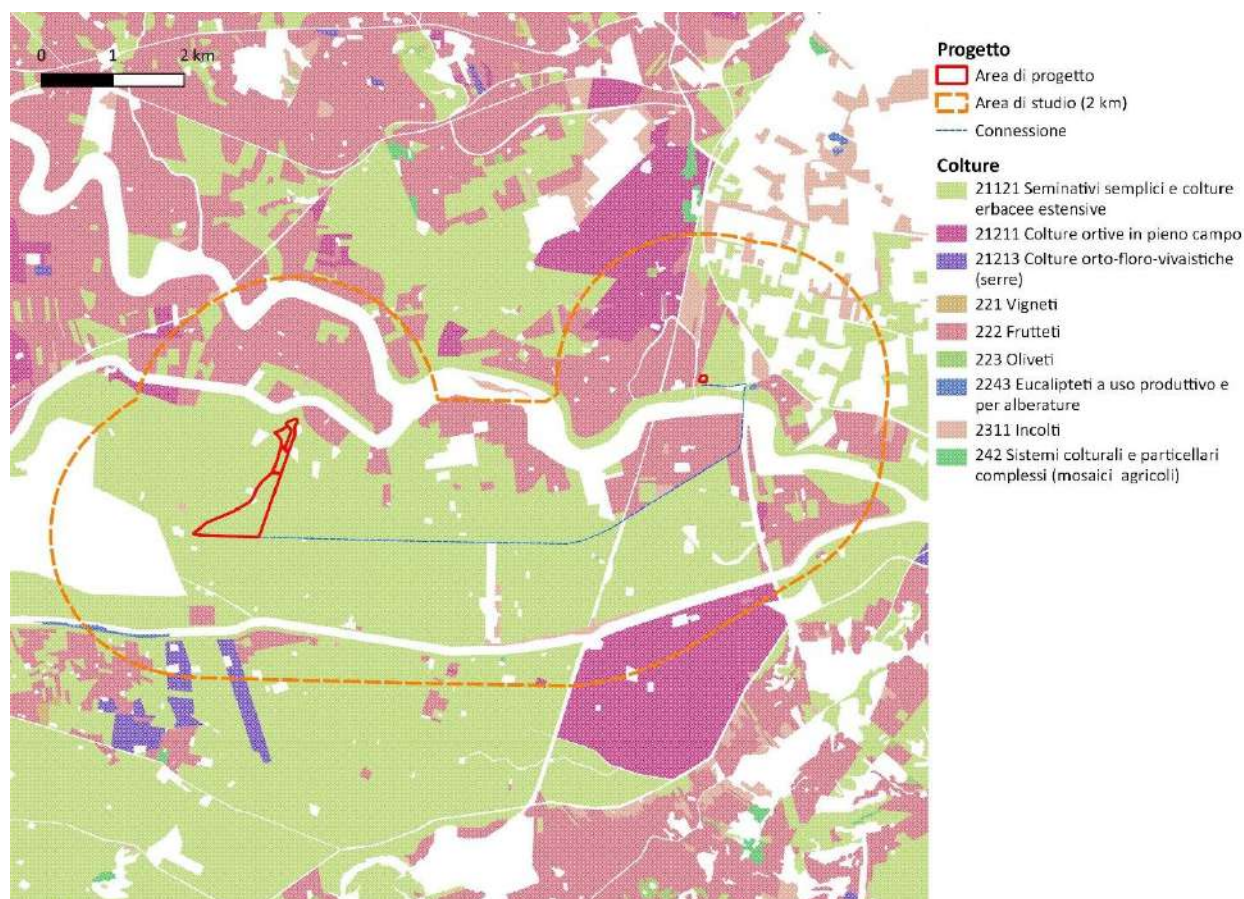 0 1 2 km
Progetto
Area di progetto
Area di studio (2 km)
Connessione
Colture
21121 Seminativi semplici e colture
erbacee estensive
21211 Colture ortive in pieno campo
21213 Colture orto-floro-vivaistiche
(serre)
221 Vigneti
222 Frutteti
223 Oliveti
2243 Eucalipteti a uso produttivo e
per alberature
2311 Incolti
242 Sistemi colturali e particellari
complessi (mosaici agricoli)